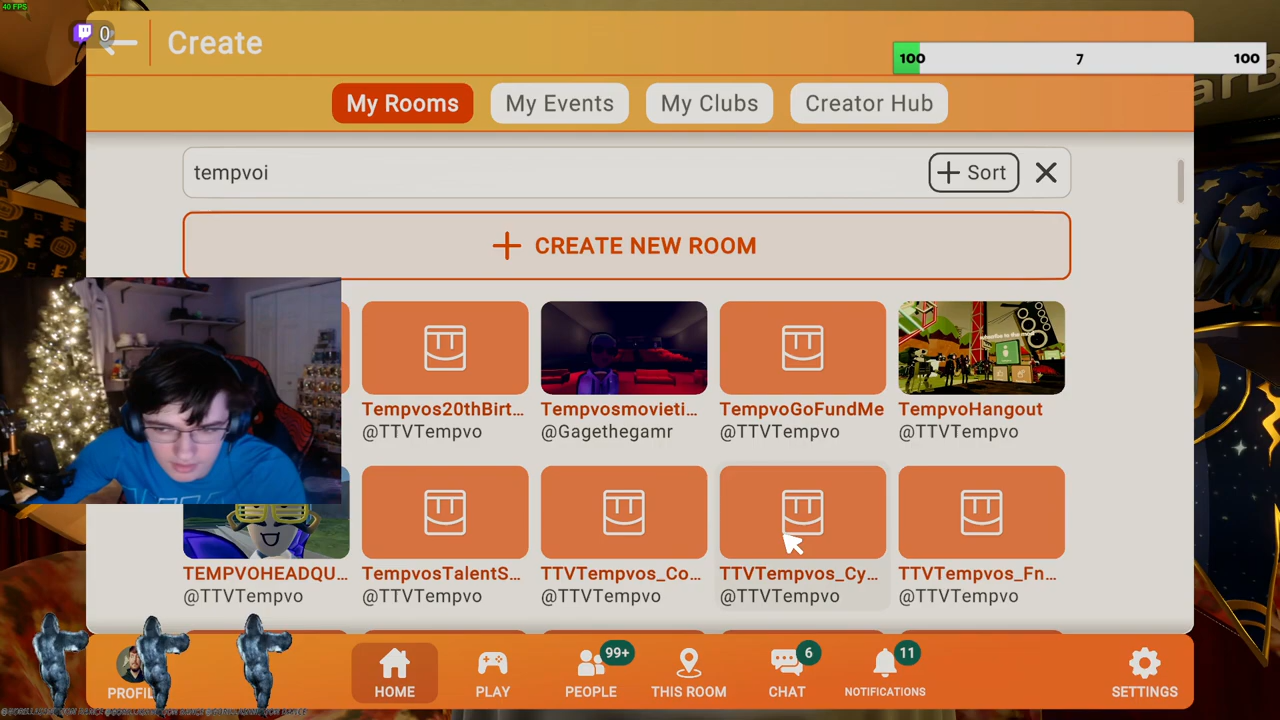 40 FPS
0
Create
100 7 100
My Rooms
My Events
My Clubs
Creator Hub
tempvoi
Sort
CREATE NEW ROOM
Tempvos20thBirt...
Tempvosmovieti...
TempvoGoFundMe
TempvoHangout
@TTVTempvo
@Gagethegamr
@TTVTempvo
@TTVTempvo
TEMPVOHEADQU...
TempvosTalentS...
TTVTempvos_Co...
TTVTempvos_Cy...
TTVTempvos_Fn...
@TTVTempvo
@TTVTempvo
@TTVTempvo
@TTVTempvo
@TTVTempvo
99+
6
11
HOME
PLAY
PEOPLE
THIS ROOM
CHAT
NOTIFICATIONS
SETTINGS